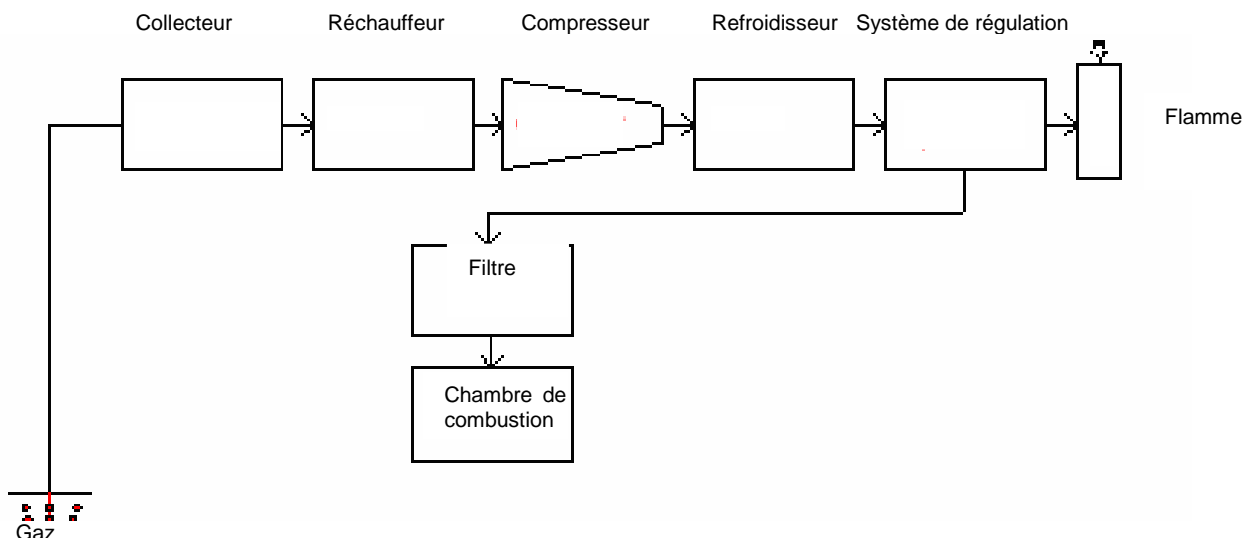 Collecteur
Réchauffeur
Compresseur
Refroidisseur
Système de régulation
Flamme
Filtre
Chambre de
combustion
Gaz